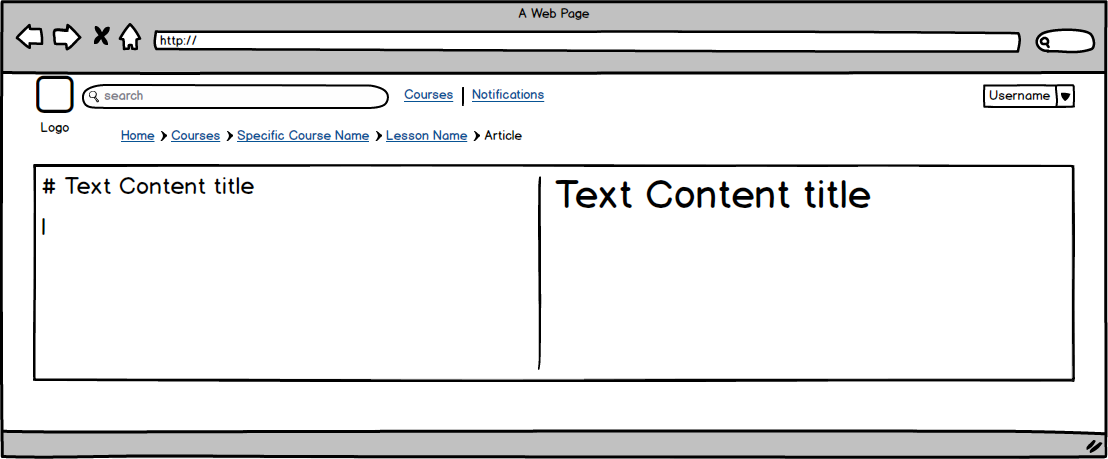 A Web Page
http://
search
Courses | Notifications
Username
Logo
Home > Courses > Specific Course Name > Lesson Name > Article
# Text Content title
Text Content title